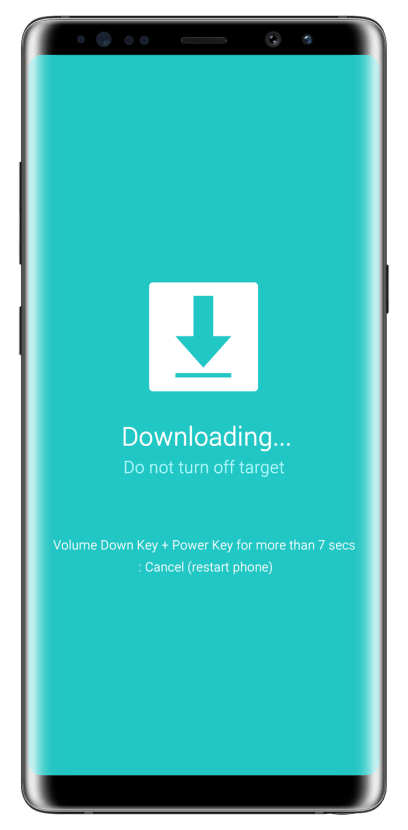 Downloading...
Do not turn off target
Volume Down Key + Power Key for more than 7 secs
: Cancel (restart phone)